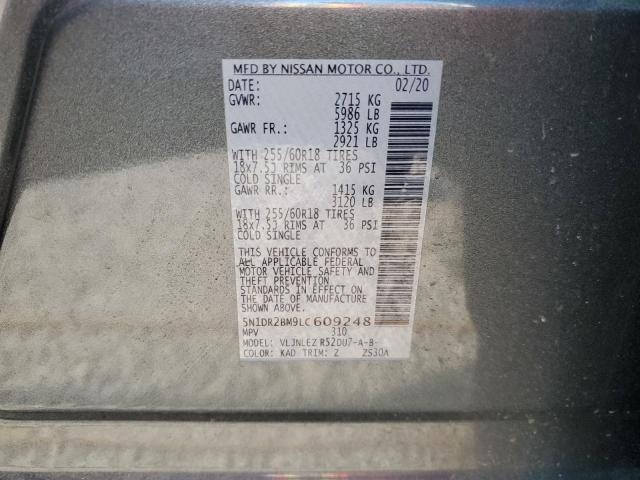 MFD BY NISSAN MOTOR CO., LTD.
DATE: 02/20
GVWR: 2715 KG
5986 LB
GAWR FR.: 1325 KG
2921 LB
WITH 255/60R18 TIRES
18x7.5J RIMS AT 36 PSI
COLD SINGLE
GAWR RR.: 1415 KG
3120 LB
WITH 255/60R18 TIRES
18x7.5J RIMS AT 36 PSI
COLD SINGLE
THIS VEHICLE CONFORMS TO
ALL APPLICABLE FEDERAL
MOTOR VEHICLE SAFETY AND
THEFT PREVENTION
STANDARDS IN EFFECT ON
THE DATE OF MANUFACTURE
SHOWN ABOVE.
5N1DR2BM9LC609248
MPV 310
MODEL: VLJNLEZ R52DU7-A-B-
COLOR: KAD TRIM: Z ZS30A